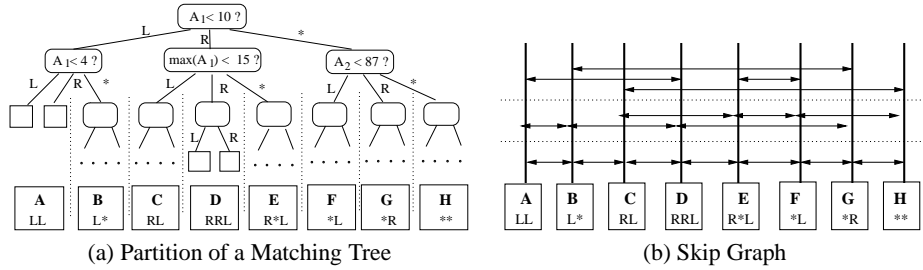 A1< 10 ?
L R *
A1< 4 ? max(A1) < 15 ? A2 < 87 ?
L R * L R * L R *
L R
. . . . . . . . . . . . . . . . . . . . . . . . . . . . . .
A B C D E F G H
LL L* RL RRL R*L *L *R **
(a) Partition of a Matching Tree
A B C D E F G H
LL L* RL RRL R*L *L *R **
(b) Skip Graph